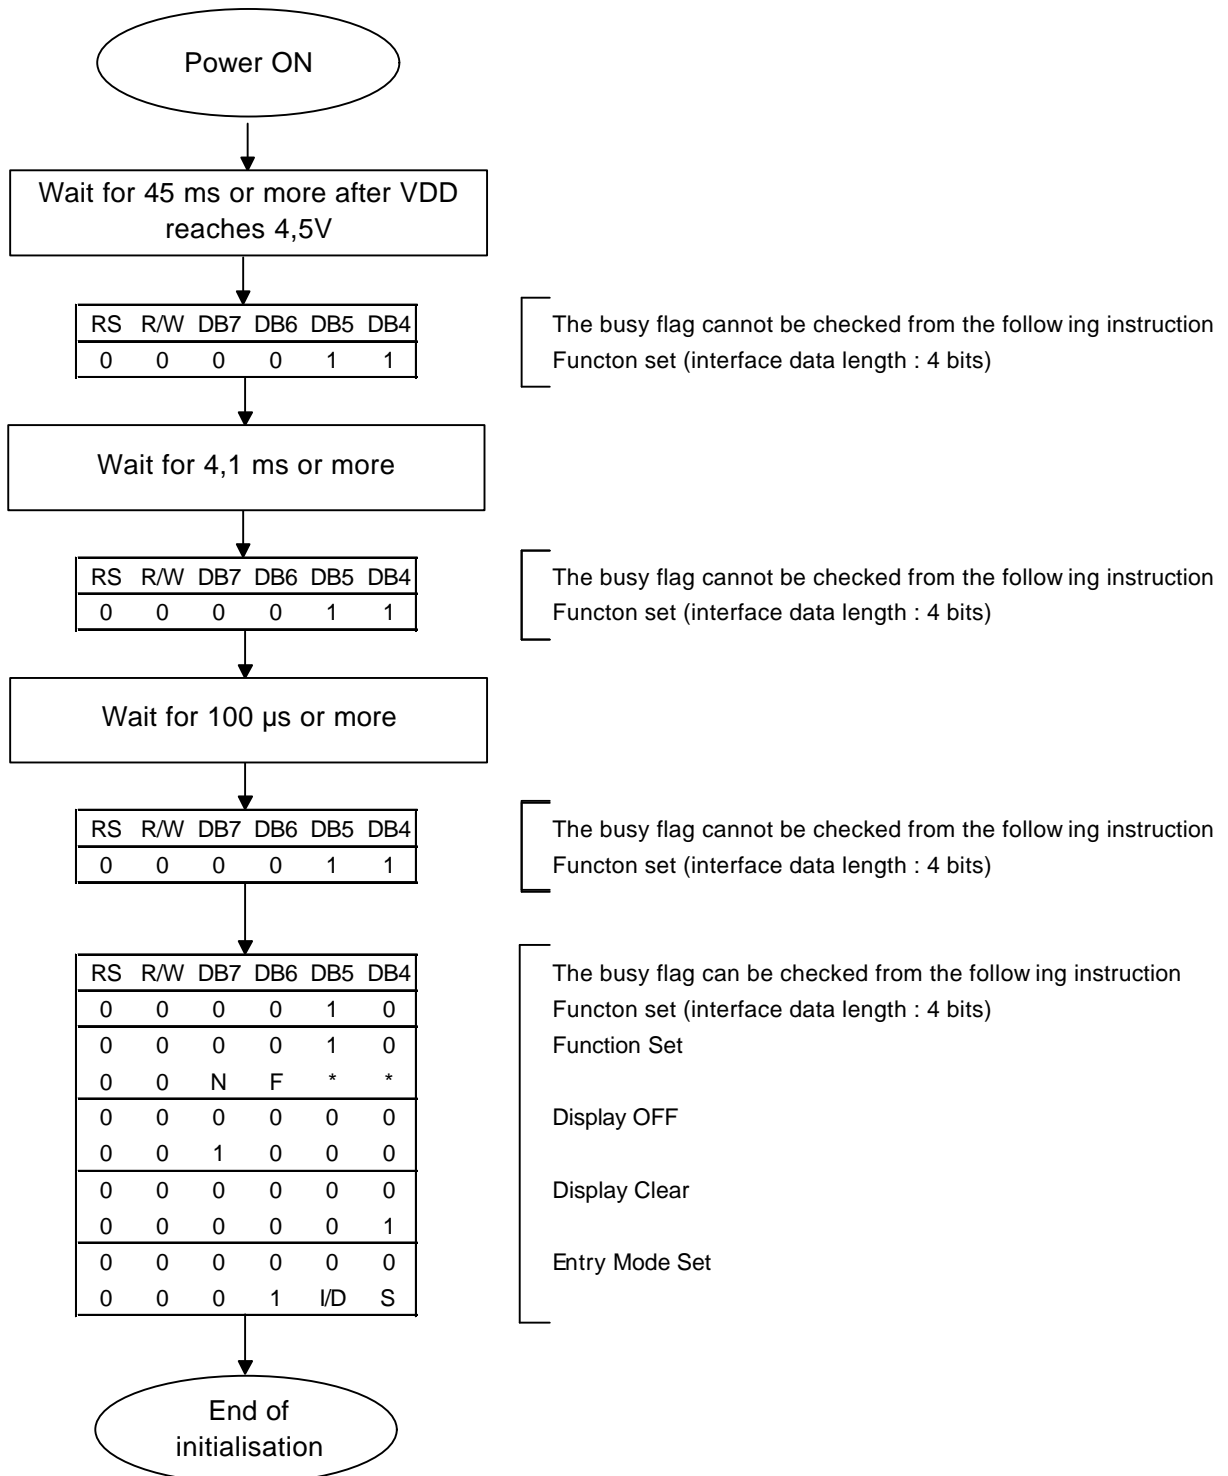 Power ON
Wait for 45 ms or more after VDD
reaches 4,5V
RS R/W DB7 DB6 DB5 DB4
0 0 0 0 1 1
The busy flag cannot be checked from the follow ing instruction
Functon set (interface data length : 4 bits)
Wait for 4,1 ms or more
RS R/W DB7 DB6 DB5 DB4
0 0 0 0 1 1
The busy flag cannot be checked from the follow ing instruction
Functon set (interface data length : 4 bits)
Wait for 100 µs or more
RS R/W DB7 DB6 DB5 DB4
0 0 0 0 1 1
The busy flag cannot be checked from the follow ing instruction
Functon set (interface data length : 4 bits)
RS R/W DB7 DB6 DB5 DB4 The busy flag can be checked from the follow ing instruction
0 0 0 0 1 0 Functon set (interface data length : 4 bits)
0 0 0 0 1 0 Function Set
0 0 N F * *
0 0 0 0 0 0 Display OFF
0 0 1 0 0 0
0 0 0 0 0 0 Display Clear
0 0 0 0 0 1
0 0 0 0 0 0 Entry Mode Set
0 0 0 1 I/D S
End of
initialisation